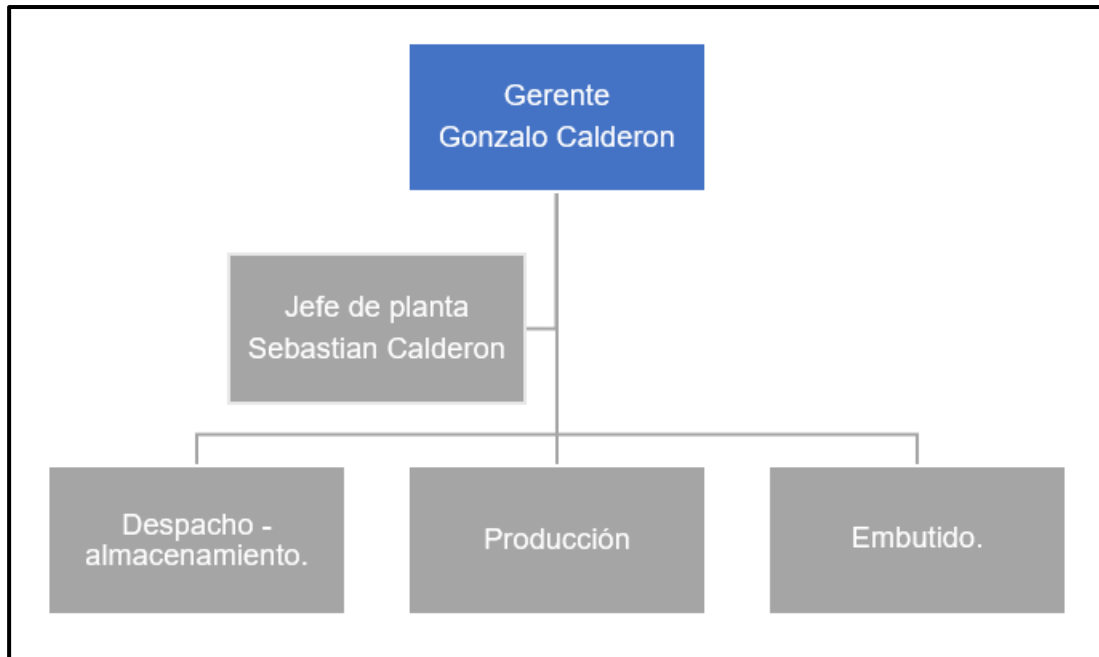 Gerente
Gonzalo Calderon
Jefe de planta
Sebastian Calderon
Despacho -
almacenamiento.
Producción
Embutido.